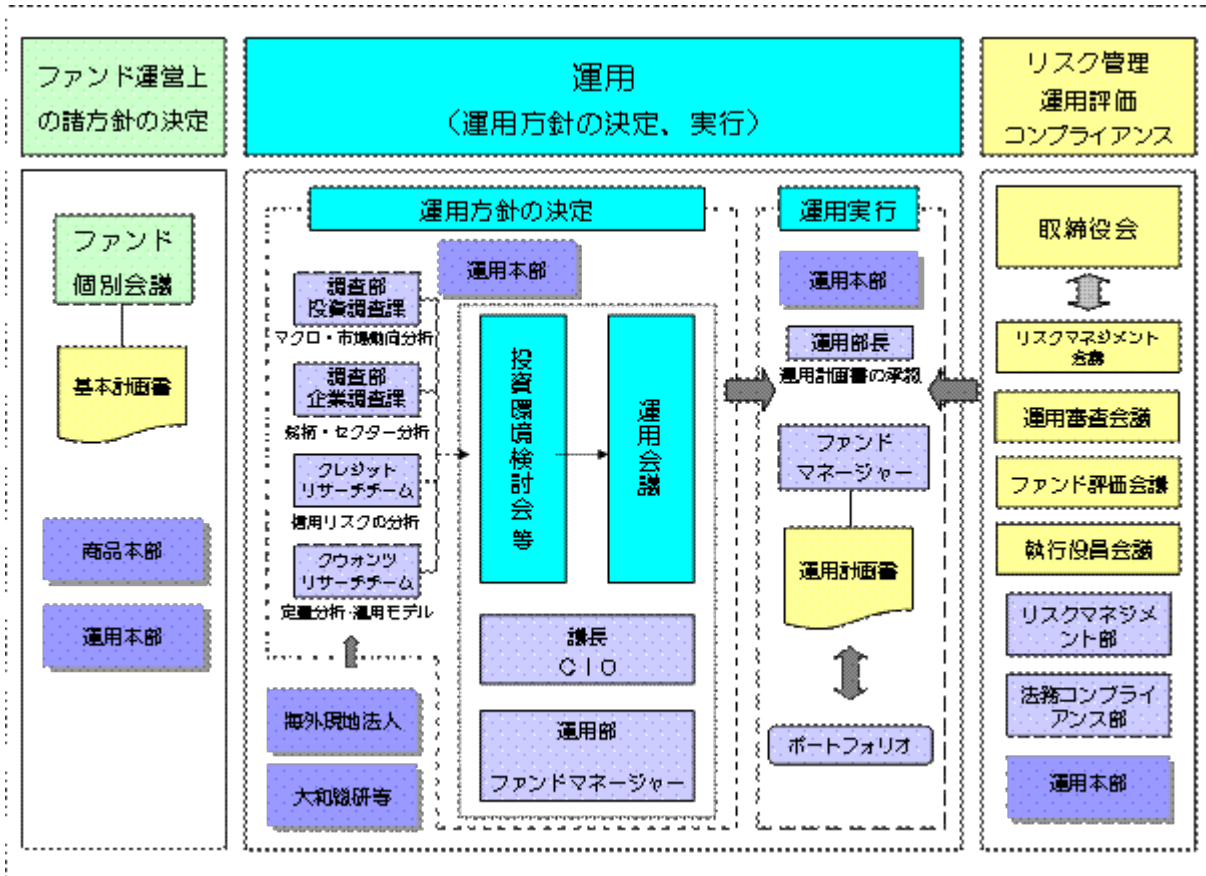 ファンド運営上
の諸方針の決定
運用
（運用方針の決定、実行）
リスク管理
運用評価
コンプライアンス
ファンド
個別会議
基本計画書
商品本部
運用本部
運用方針の決定
運用本部
調査部
投資調査課
マクロ・市場動向分析
調査部
企業調査課
銘柄・セクター分析
クレジット
リサーチチーム
信用リスクの分析
クウォンツ
リサーチチーム
定量分析・運用モデル
海外現地法人
大和総研等
投資環境検討会等
運用会議
議長
ＣＩＯ
運用部
ファンドマネージャー
運用実行
運用本部
運用部長
運用計画書の承認
ファンド
マネージャー
運用計画書
ポートフォリオ
取締役会
リスクマネジメント
会議
運用審査会議
ファンド評価会議
執行役員会議
リスクマネジメ
ント部
法務コンプライ
アンス部
運用本部